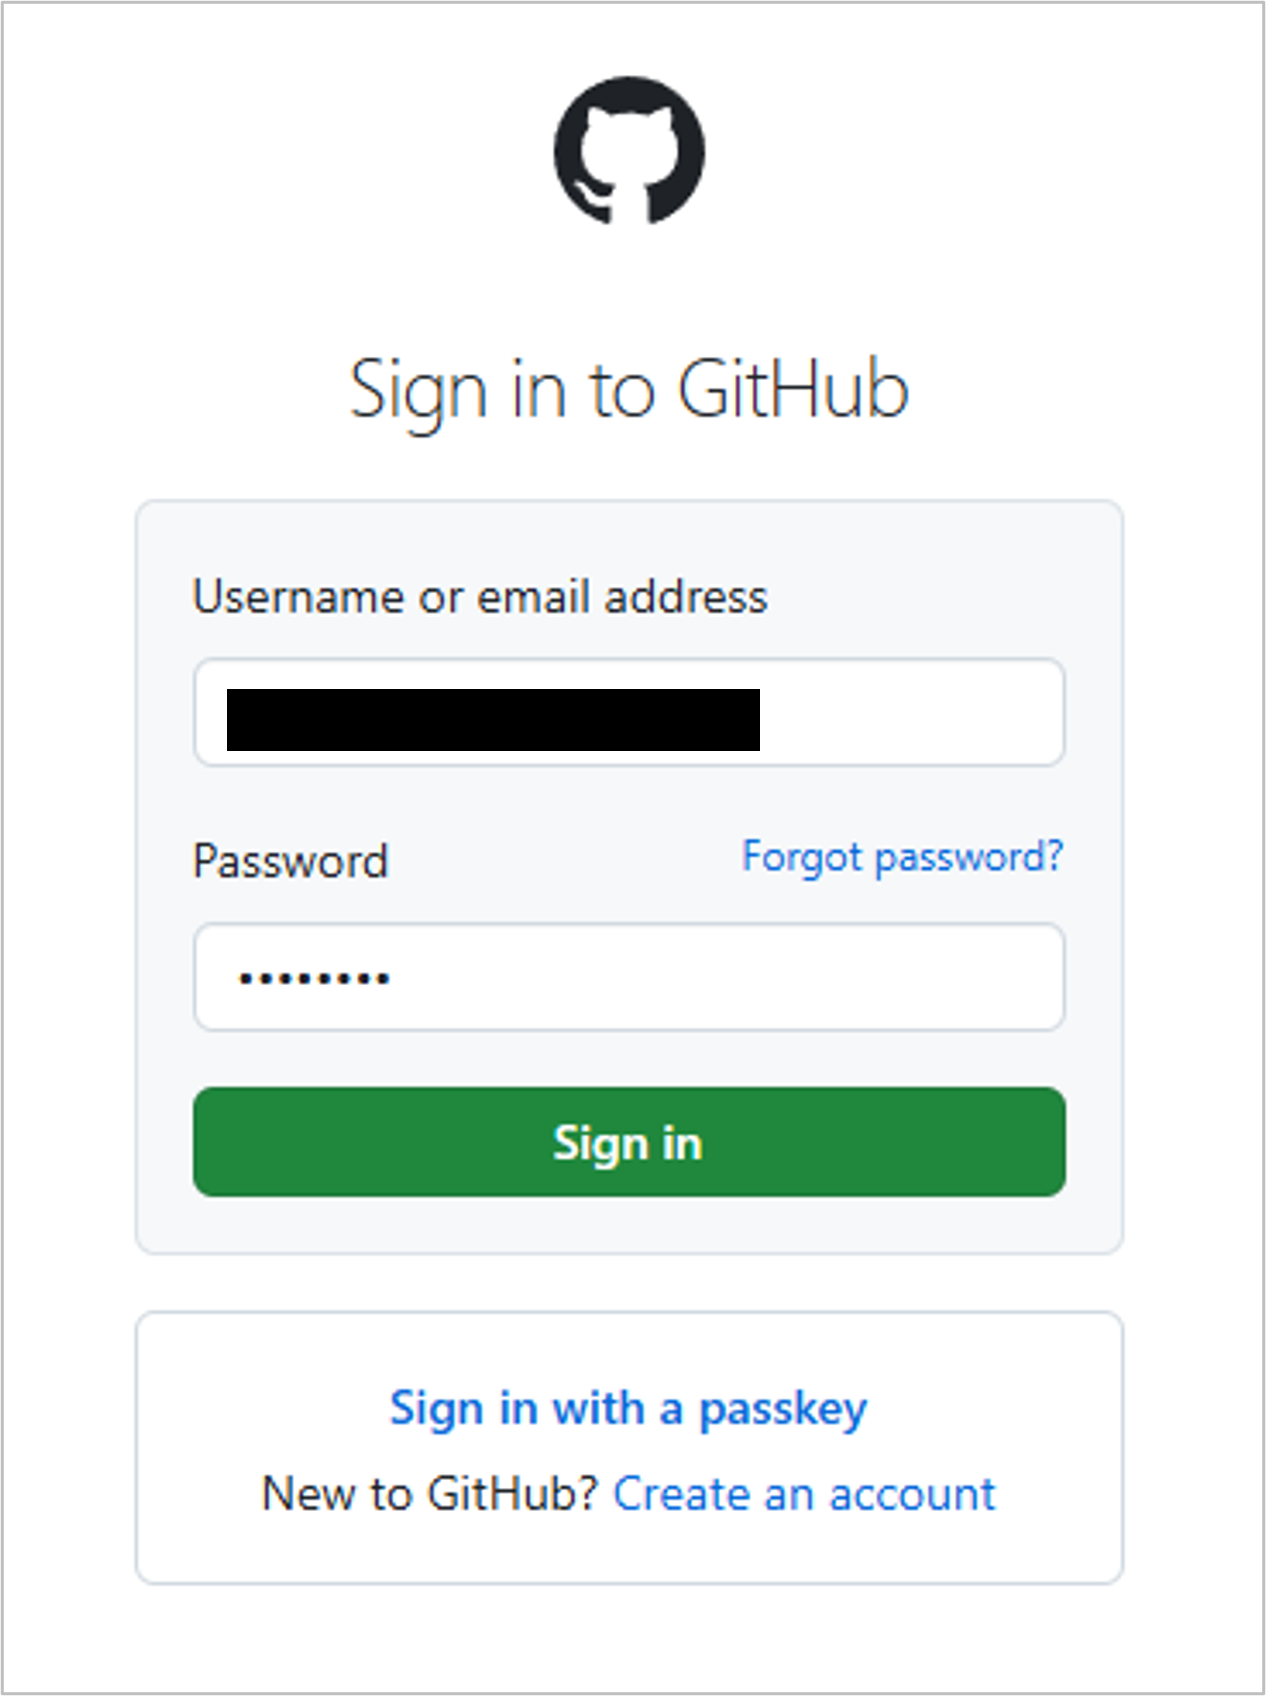 Sign in to GitHub
Username or email address
Password
Forgot password?
••••••••
Sign in
Sign in with a passkey
New to GitHub? Create an account